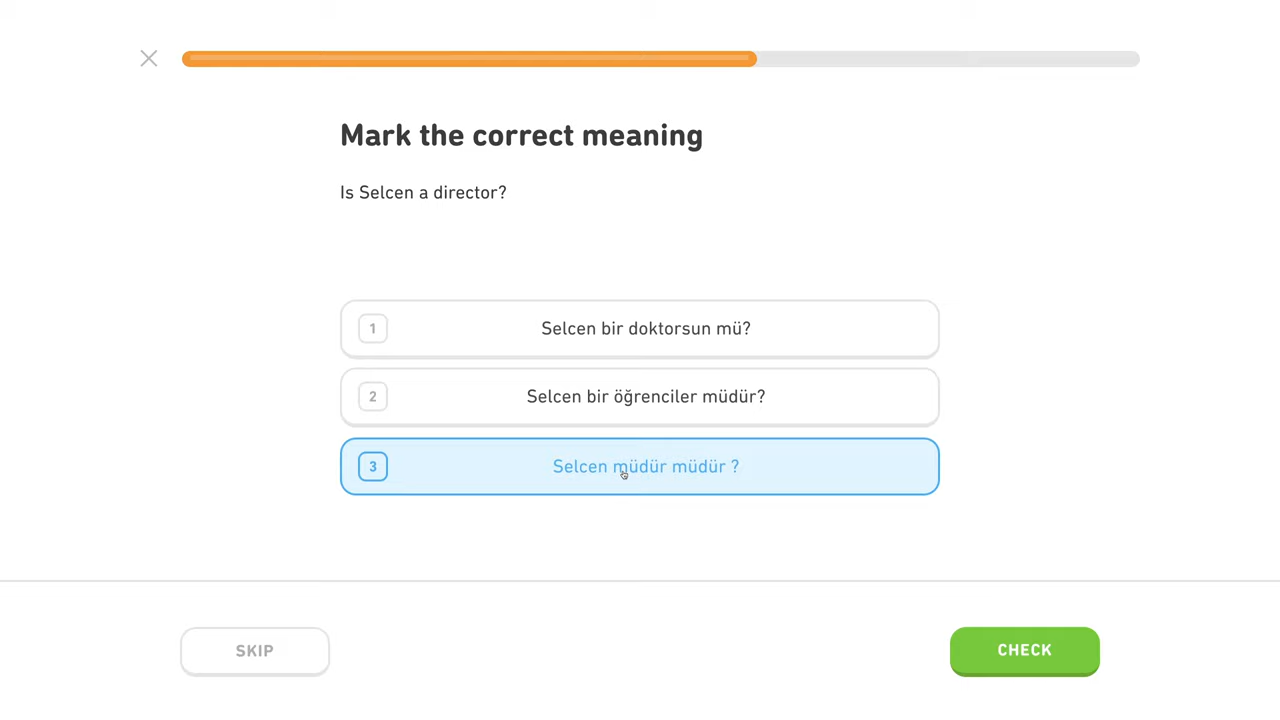 Mark the correct meaning
Is Selcen a director?
1 Selcen bir doktorsun mü?
2 Selcen bir öğrenciler müdür?
3 Selcen müdür müdür ?
SKIP CHECK